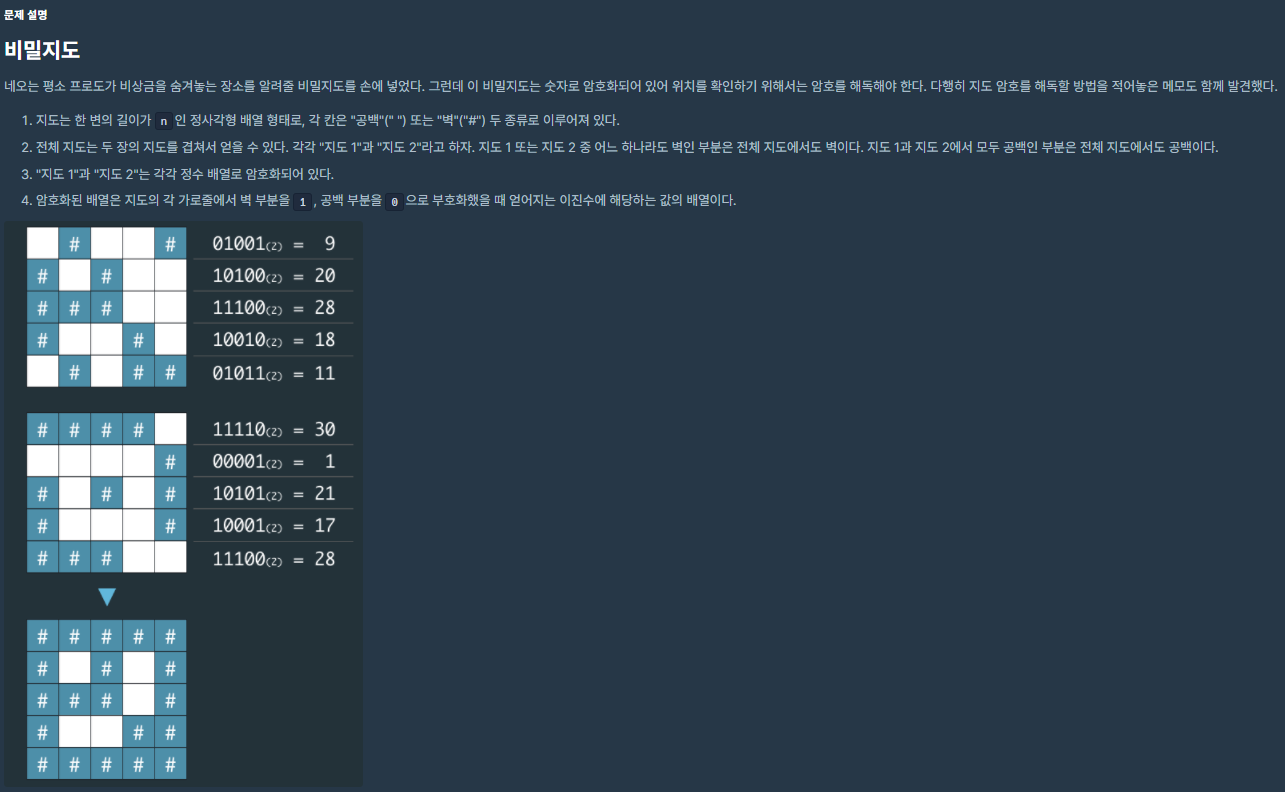 문제 설명
비밀지도
네오는 평소 프로도가 비상금을 숨겨놓는 장소를 알려줄 비밀지도를 손에 넣었다. 그런데 이 비밀지도는 숫자로 암호화되어 있어 위치를 확인하기 위해서는 암호를 해독해야 한다. 다행히 지도 암호를 해독할 방법을 적어놓은 메모도 함께 발견했다.
1. 지도는 한 변의 길이가 n 인 정사각형 배열 형태로, 각 칸은 "공백"(" ") 또는 "벽"("#") 두 종류로 이루어져 있다.
2. 전체 지도는 두 장의 지도를 겹쳐서 얻을 수 있다. 각각 "지도 1"과 "지도 2"라고 하자. 지도 1 또는 지도 2 중 어느 하나라도 벽인 부분은 전체 지도에서도 벽이다. 지도 1과 지도 2에서 모두 공백인 부분은 전체 지도에서도 공백이다.
3. "지도 1"과 "지도 2"는 각각 정수 배열로 암호화되어 있다.
4. 암호화된 배열은 지도의 각 가로줄에서 벽 부분을 1 , 공백 부분을 0 으로 부호화했을 때 얻어지는 이진수에 해당하는 값의 배열이다.
# # 01001(2) = 9
# # 10100(2) = 20
# # # 11100(2) = 28
# # 10010(2) = 18
# # # 01011(2) = 11
# # # # 11110(2) = 30
# 00001(2) = 1
# # # 10101(2) = 21
# # 10001(2) = 17
# # # 11100(2) = 28
# # # # #
# # #
# # # #
# # #
# # # # #